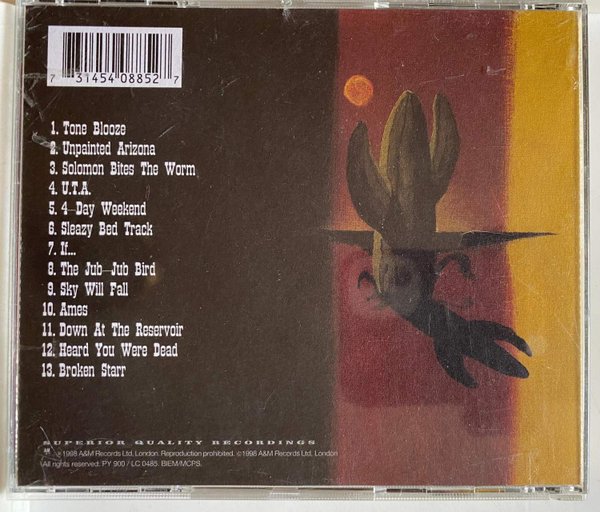 7 31454 08852 7
1. Tone Blooze
2. Unpainted Arizona
3. Solomon Bites The Worm
4. U.T.A.
5. 4-Day Weekend
6. Sleazy Bed Track
7. If...
8. The Jub-Jub Bird
9. Sky Will Fall
10. Ames
11. Down At The Reservoir
12. Heard You Were Dead
13. Broken Starr
SUPERIOR QUALITY RECORDINGS
℗1998 A&M Records Ltd, London. Reproduction prohibited. ©1998 A&M Records Ltd, London
All rights reserved. PY 900 / LC 0485. BIEM/MCPS.